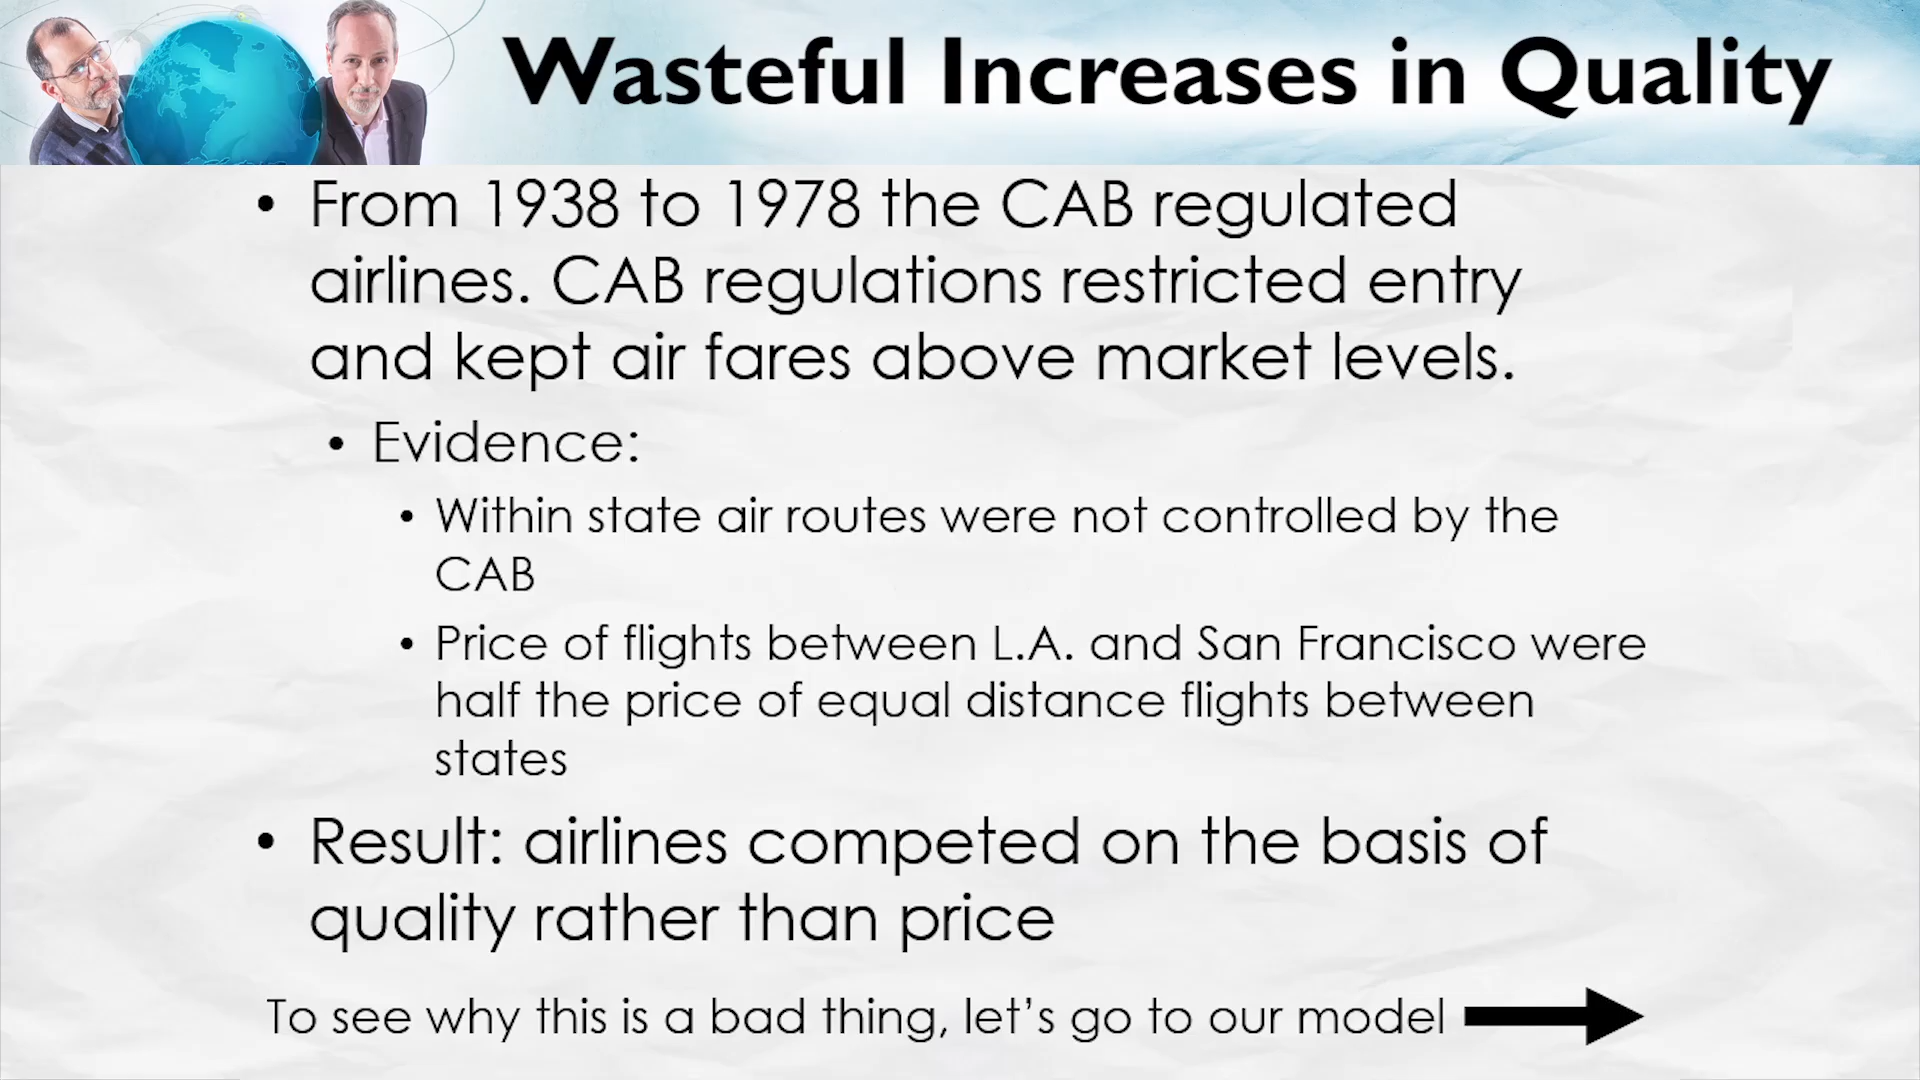 Wasteful Increases in Quality
• From 1938 to 1978 the CAB regulated
airlines. CAB regulations restricted entry
and kept air fares above market levels.
• Evidence:
• Within state air routes were not controlled by the
CAB
• Price of flights between L.A. and San Francisco were
half the price of equal distance flights between
states
• Result: airlines competed on the basis of
quality rather than price
To see why this is a bad thing, let’s go to our model